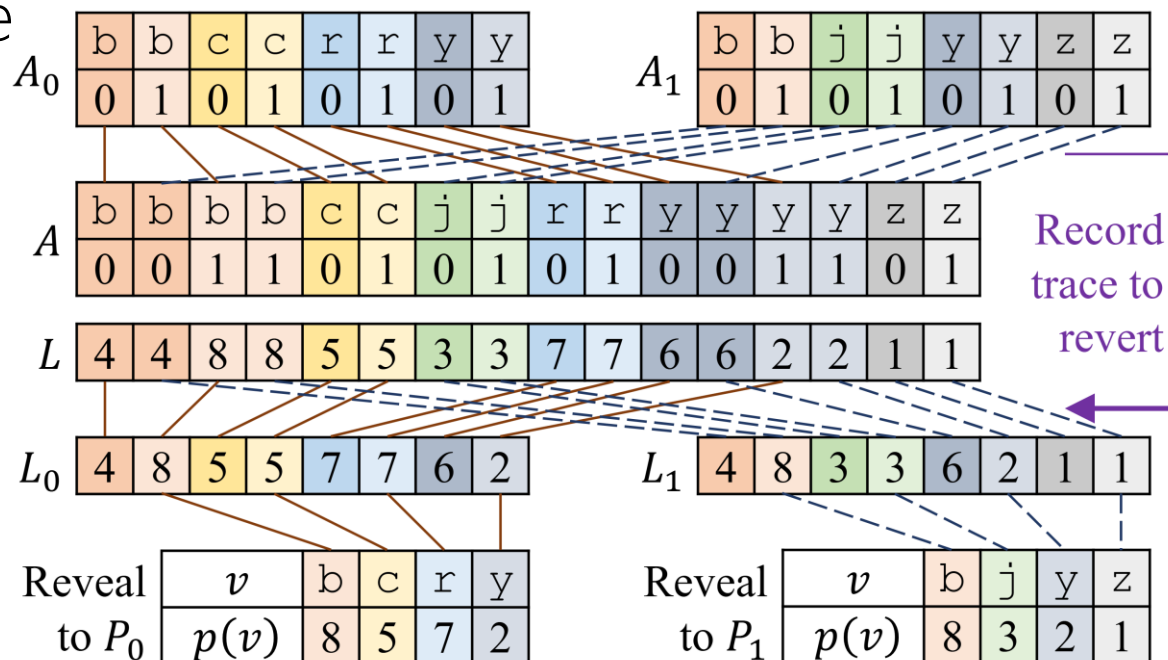 e
b b c c r r y y
A₀
0 1 0 1 0 1 0 1
b b j j y y z z
A₁
0 1 0 1 0 1 0 1
b b b b c c j j r r y y y y z z
A
0 0 1 1 0 1 0 1 0 1 0 0 1 1 0 1
Record
trace to
revert
L 4 4 8 8 5 5 3 3 7 7 6 6 2 2 1 1
L₀ 4 8 5 5 7 7 6 2
L₁ 4 8 3 3 6 2 1 1
Reveal v b c r y
to P₀ p(v) 8 5 7 2
Reveal v b j y z
to P₁ p(v) 8 3 2 1